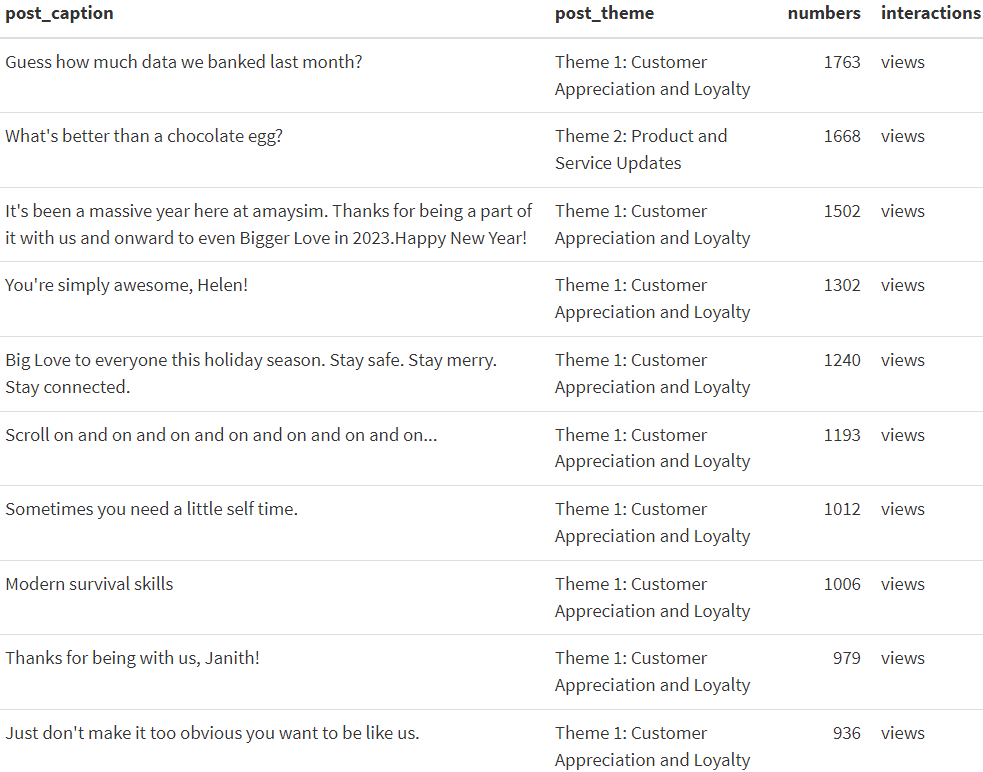 post_caption post_theme numbers interactions
Guess how much data we banked last month? Theme 1: Customer 1763 views
Appreciation and Loyalty
What's better than a chocolate egg? Theme 2: Product and 1668 views
Service Updates
It's been a massive year here at amaysim. Thanks for being a part of Theme 1: Customer 1502 views
it with us and onward to even Bigger Love in 2023.Happy New Year! Appreciation and Loyalty
You're simply awesome, Helen! Theme 1: Customer 1302 views
Appreciation and Loyalty
Big Love to everyone this holiday season. Stay safe. Stay merry. Theme 1: Customer 1240 views
Stay connected. Appreciation and Loyalty
Scroll on and on and on and on and on and on and on... Theme 1: Customer 1193 views
Appreciation and Loyalty
Sometimes you need a little self time. Theme 1: Customer 1012 views
Appreciation and Loyalty
Modern survival skills Theme 1: Customer 1006 views
Appreciation and Loyalty
Thanks for being with us, Janith! Theme 1: Customer 979 views
Appreciation and Loyalty
Just don't make it too obvious you want to be like us. Theme 1: Customer 936 views
Appreciation and Loyalty